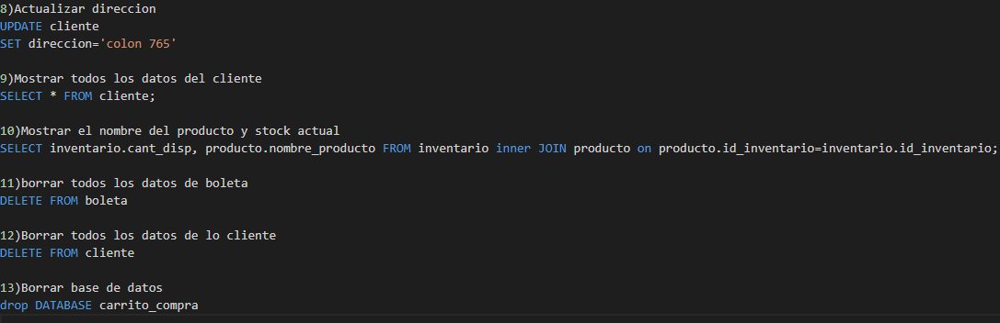 8)Actualizar direccion
UPDATE cliente
SET direccion='colon 765'
9)Mostrar todos los datos del cliente
SELECT * FROM cliente;
10)Mostrar el nombre del producto y stock actual
SELECT inventario.cant_disp, producto.nombre_producto FROM inventario inner JOIN producto on producto.id_inventario=inventario.id_inventario;
11)borrar todos los datos de boleta
DELETE FROM boleta
12)Borrar todos los datos de lo cliente
DELETE FROM cliente
13)Borrar base de datos
drop DATABASE carrito_compra